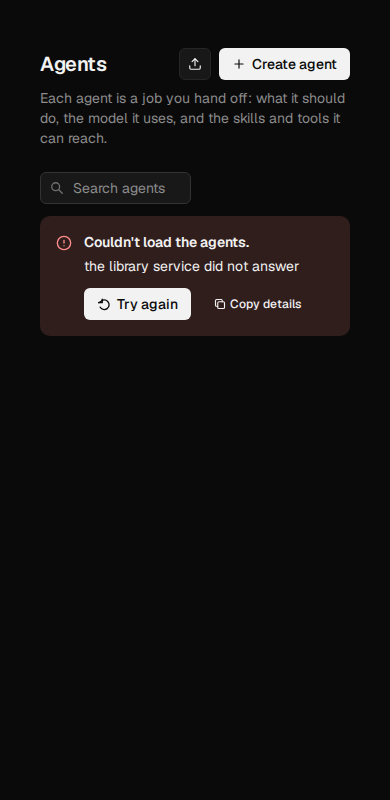 Agents
Create agent
Each agent is a job you hand off: what it should
do, the model it uses, and the skills and tools it
can reach.
Search agents
Couldn't load the agents.
the library service did not answer
Try again
Copy details